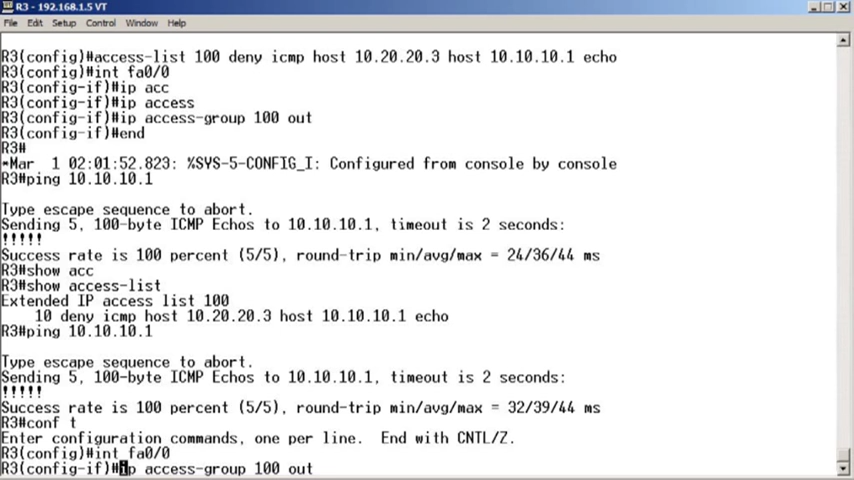 R3 - 192.168.1.5 VT
File Edit Setup Control Window Help
R3(config)#access-list 100 deny icmp host 10.20.20.3 host 10.10.10.1 echo
R3(config)#int fa0/0
R3(config-if)#ip acc
R3(config-if)#ip access
R3(config-if)#ip access-group 100 out
R3(config-if)#end
R3#
*Mar  1 02:01:52.823: %SYS-5-CONFIG_I: Configured from console by console
R3#ping 10.10.10.1
Type escape sequence to abort.
Sending 5, 100-byte ICMP Echos to 10.10.10.1, timeout is 2 seconds:
!!!!!
Success rate is 100 percent (5/5), round-trip min/avg/max = 24/36/44 ms
R3#show acc
R3#show access-list
Extended IP access list 100
    10 deny icmp host 10.20.20.3 host 10.10.10.1 echo
R3#ping 10.10.10.1
Type escape sequence to abort.
Sending 5, 100-byte ICMP Echos to 10.10.10.1, timeout is 2 seconds:
!!!!!
Success rate is 100 percent (5/5), round-trip min/avg/max = 32/39/44 ms
R3#conf t
Enter configuration commands, one per line.  End with CNTL/Z.
R3(config)#int fa0/0
R3(config-if)#ip access-group 100 out